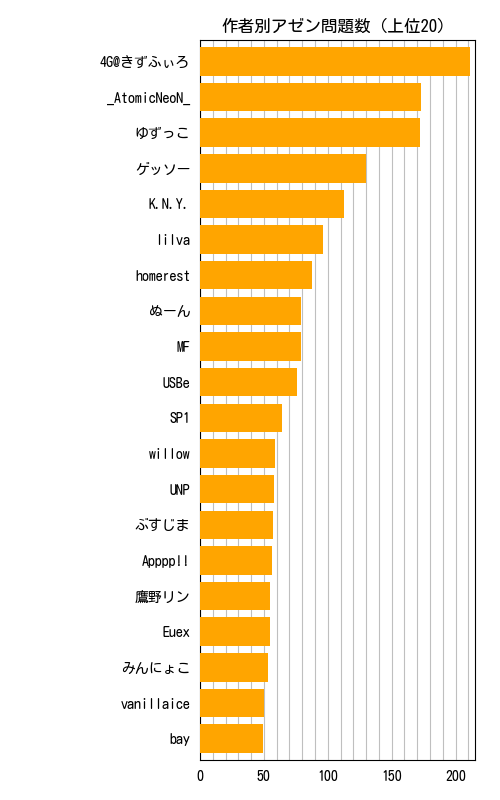 作者別アゼン問題数（上位20）
4G@きずふぃろ
_AtomicNeoN_
ゆずっこ
ゲッソー
K.N.Y.
lilva
homerest
ぬーん
MF
USBe
SP1
willow
UNP
ぶすじま
Appppll
鷹野リン
Euex
みんにょこ
vanillaice
bay
0 50 100 150 200